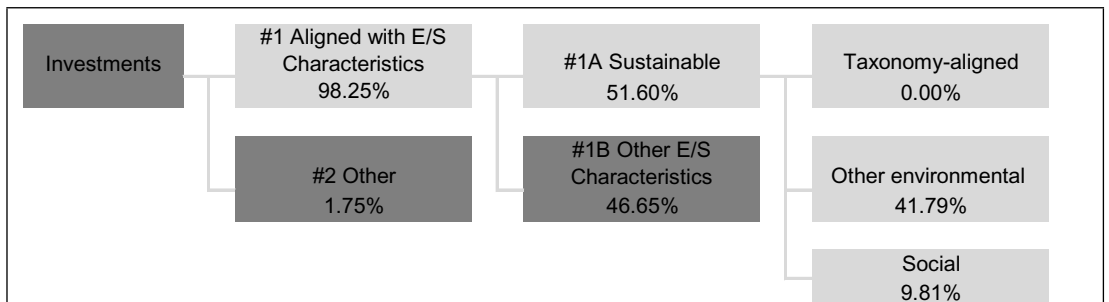 Investments
#1 Aligned with E/S
Characteristics
98.25%
#1A Sustainable
51.60%
Taxonomy-aligned
0.00%
#2 Other
1.75%
#1B Other E/S
Characteristics
46.65%
Other environmental
41.79%
Social
9.81%